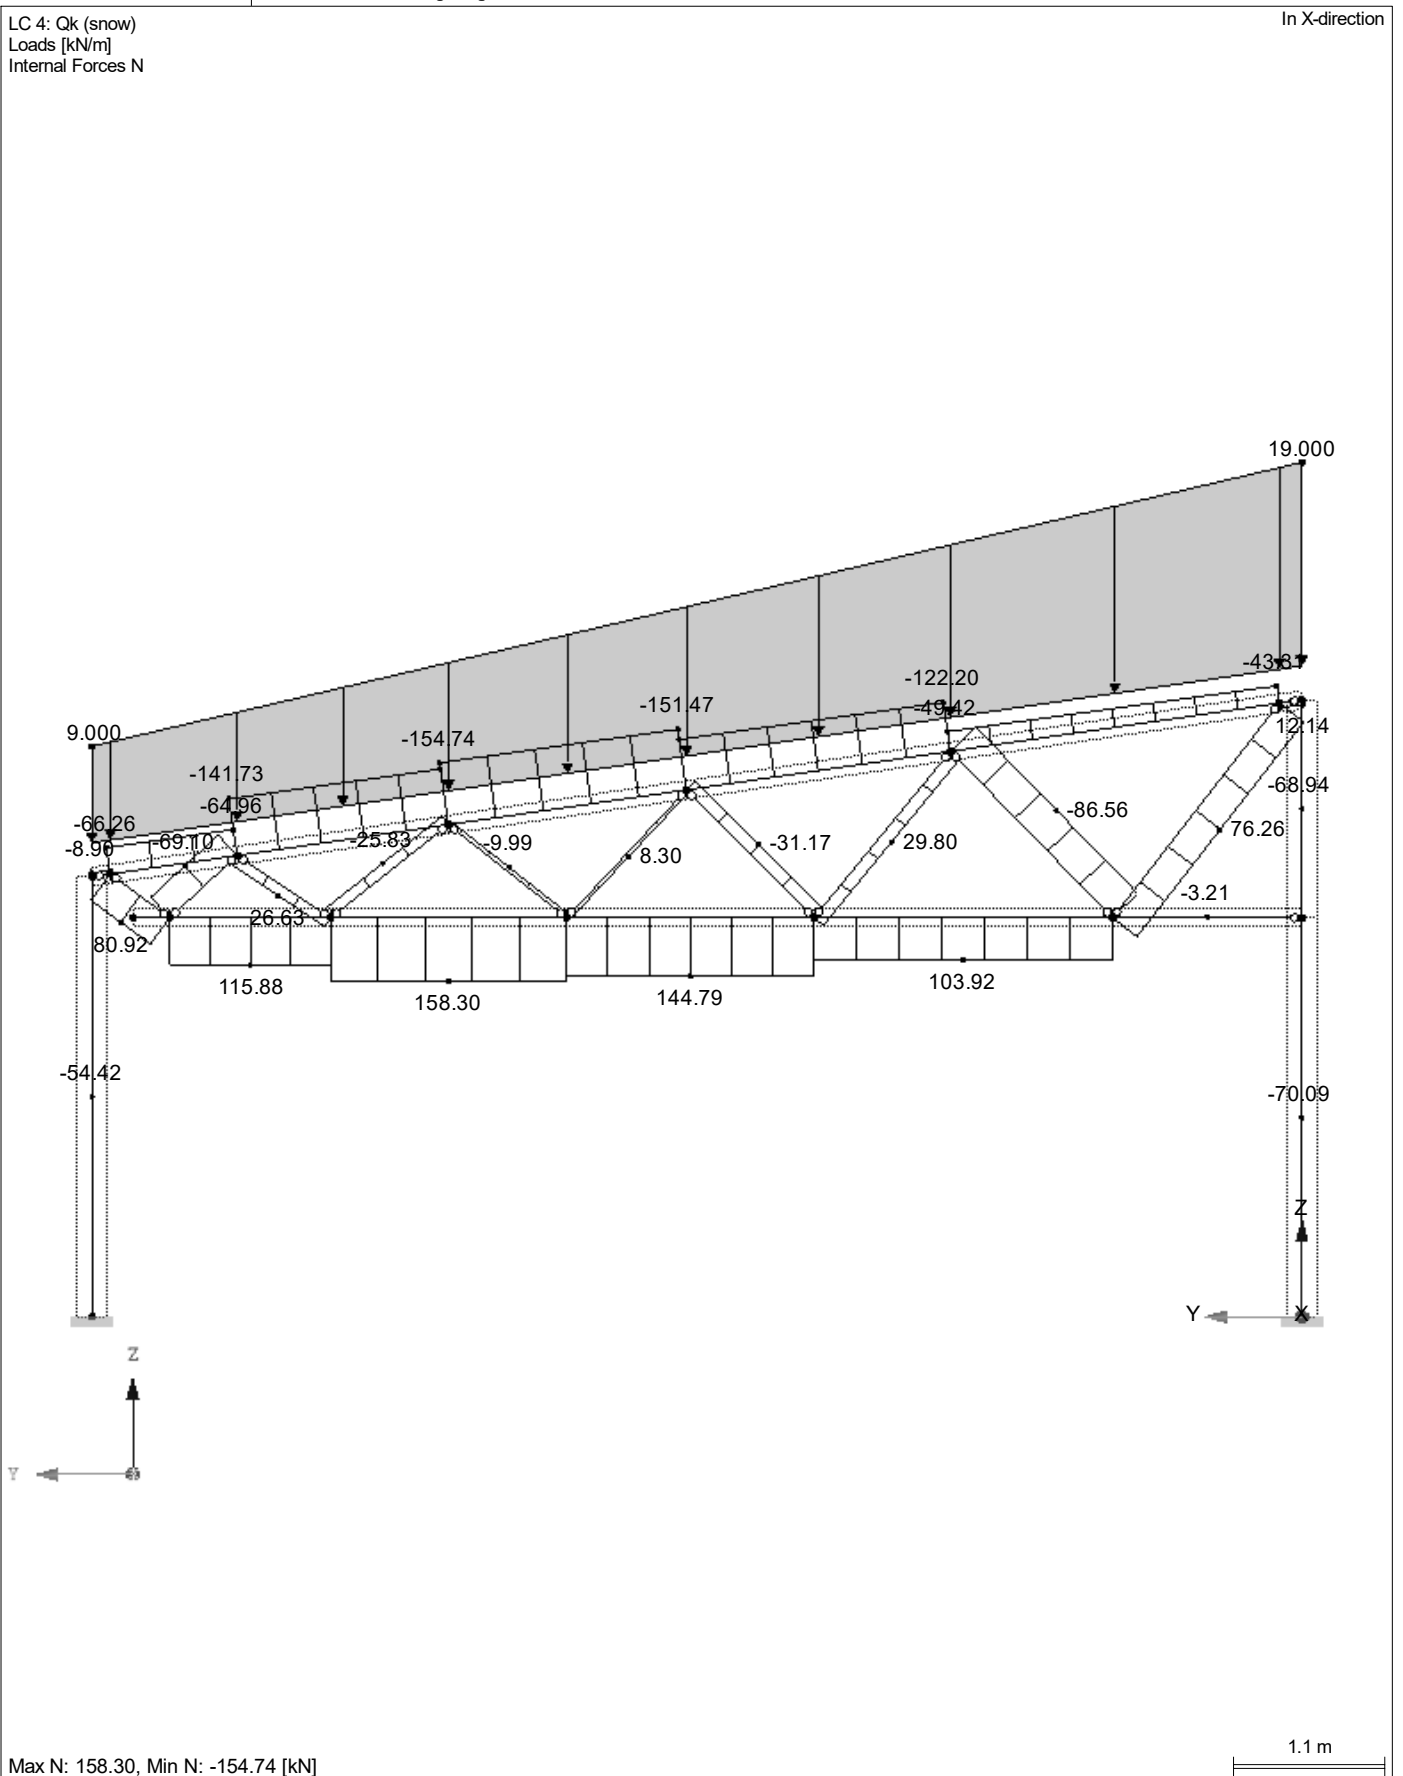 LC 4: Qk (snow)
In X-direction
Loads [kN/m]
Internal Forces N
19.000
-43.31
-122.20
-49.42
-151.47
12.14
9.000
-154.74
-141.73
-68.94
-64.96
-86.56
-66.26
76.26
-69.10
-25.83
-9.99
29.80
-8.90
8.30
-31.17
-3.21
26.63
80.92
103.92
115.88
144.79
158.30
-54.42
-70.09
Z
Y
X
Z
Y
1.1 m
Max N: 158.30, Min N: -154.74 [kN]